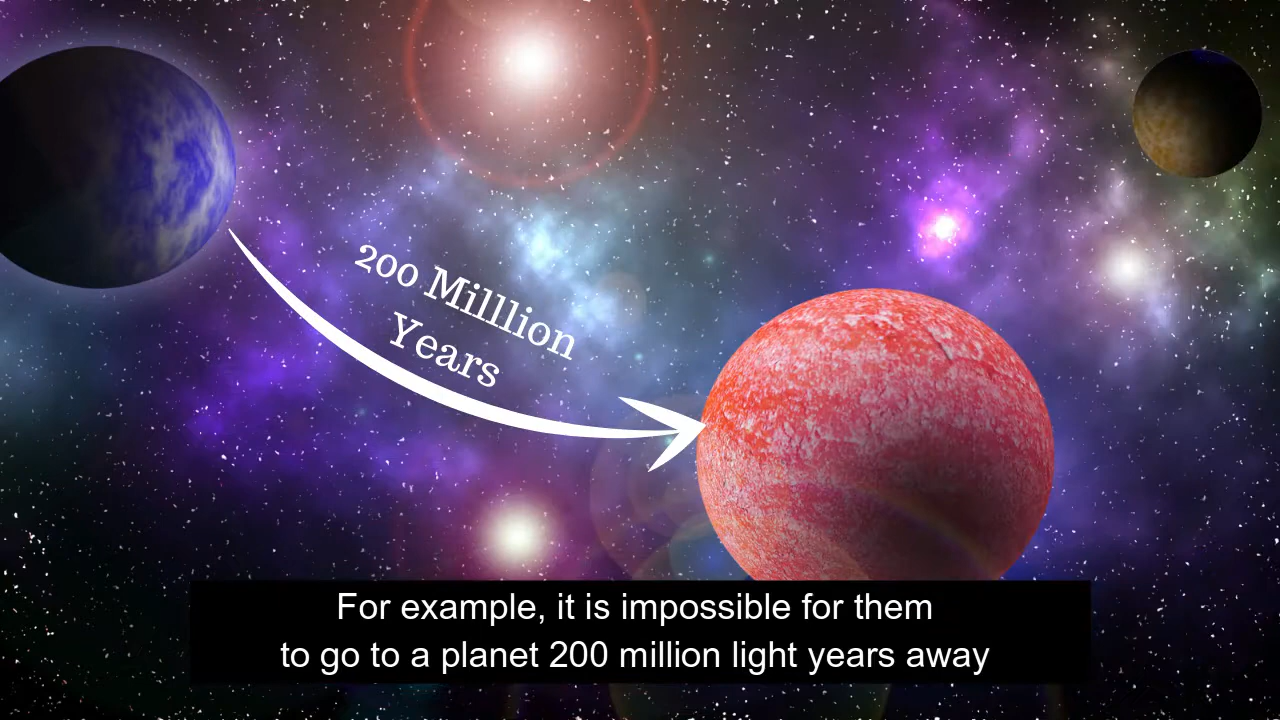 200 Milllion
Years
For example, it is impossible for them
to go to a planet 200 million light years away